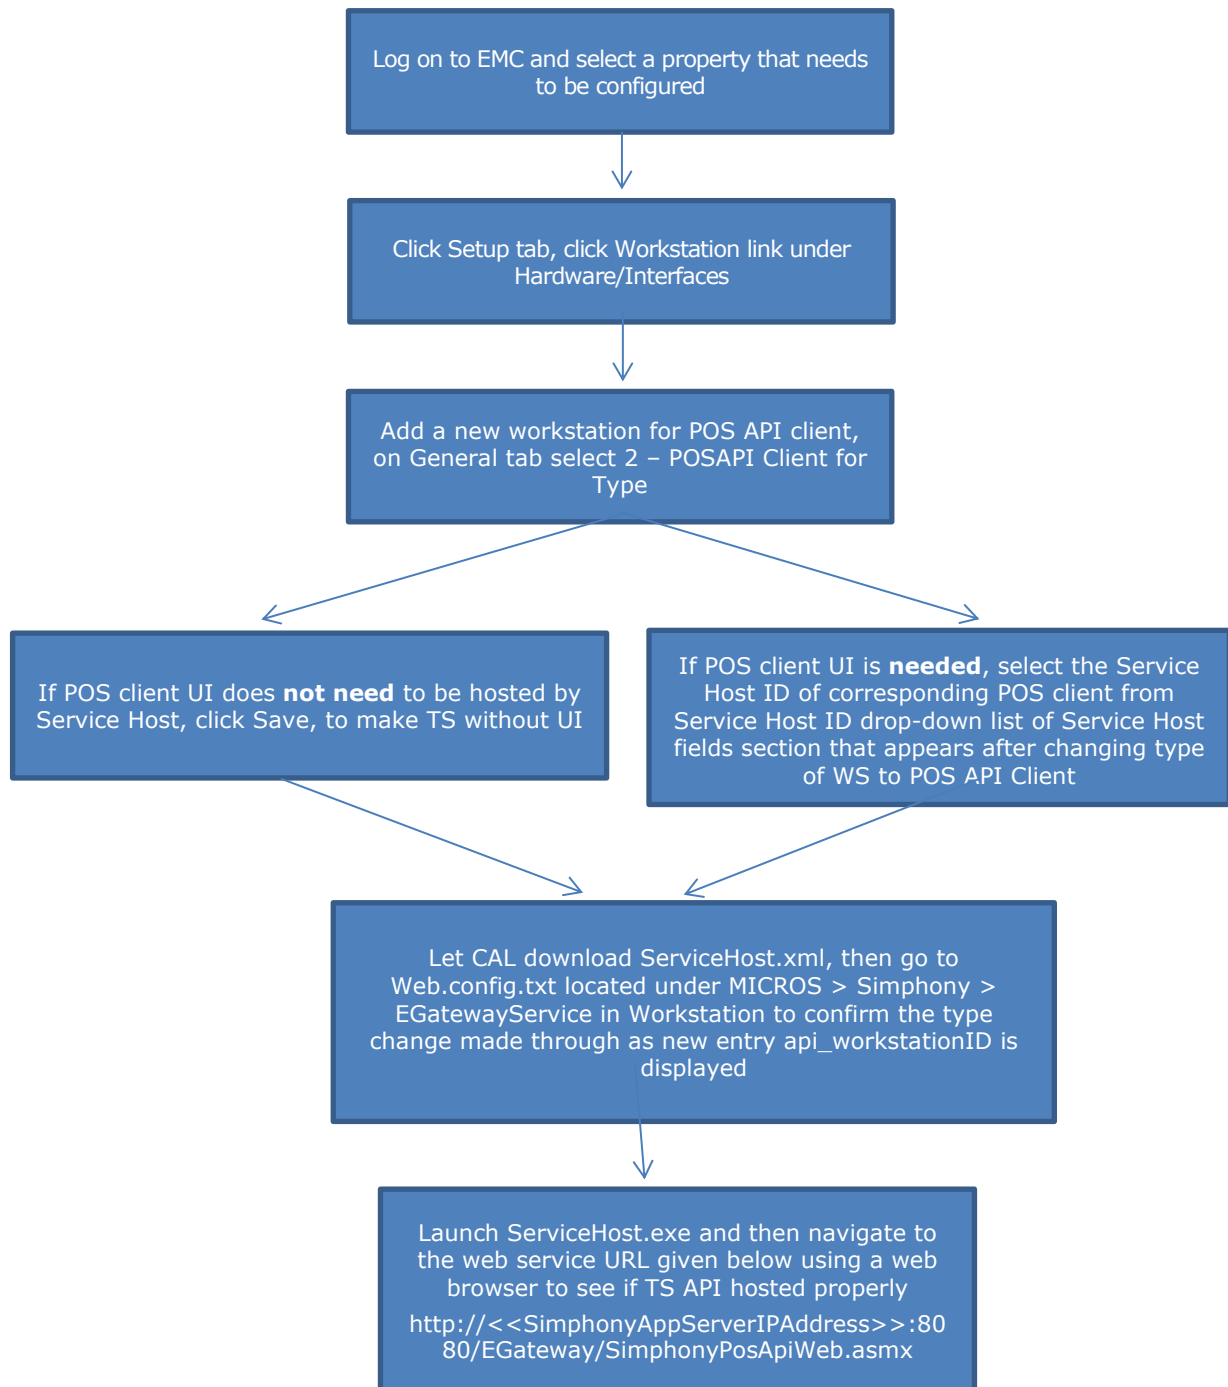 Log on to EMC and select a property that needs
to be configured
Click Setup tab, click Workstation link under
Hardware/Interfaces
Add a new workstation for POS API client,
on General tab select 2 – POSAPI Client for
Type
If POS client UI does not need to be hosted by
Service Host, click Save, to make TS without UI
If POS client UI is needed, select the Service
Host ID of corresponding POS client from
Service Host ID drop-down list of Service Host
fields section that appears after changing type
of WS to POS API Client
Let CAL download ServiceHost.xml, then go to
Web.config.txt located under MICROS > Simphony >
EGatewayService in Workstation to confirm the type
change made through as new entry api_workstationID is
displayed
Launch ServiceHost.exe and then navigate to
the web service URL given below using a web
browser to see if TS API hosted properly
http://<<SimphonyAppServerIPAddress>>:80
80/EGateway/SimphonyPosApiWeb.asmx